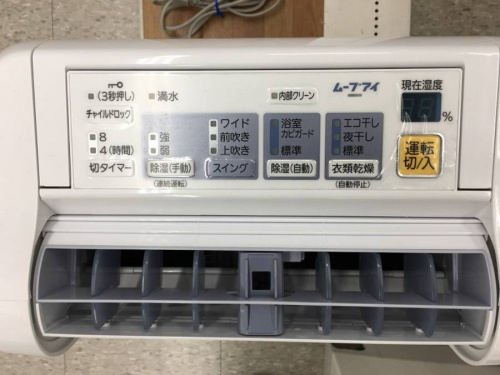 (3秒押し)
チャイルドロック
8
4(時間)
切タイマー
満水
強
弱
除湿(手動)
(連続運転)
ワイド
前吹き
上吹き
スイング
内部クリーン
浴室
カビガード
標準
除湿(自動)
ムーブアイ
エコ干し
夜干し
標準
衣類乾燥
(自動停止)
現在湿度
%
運転
切/入